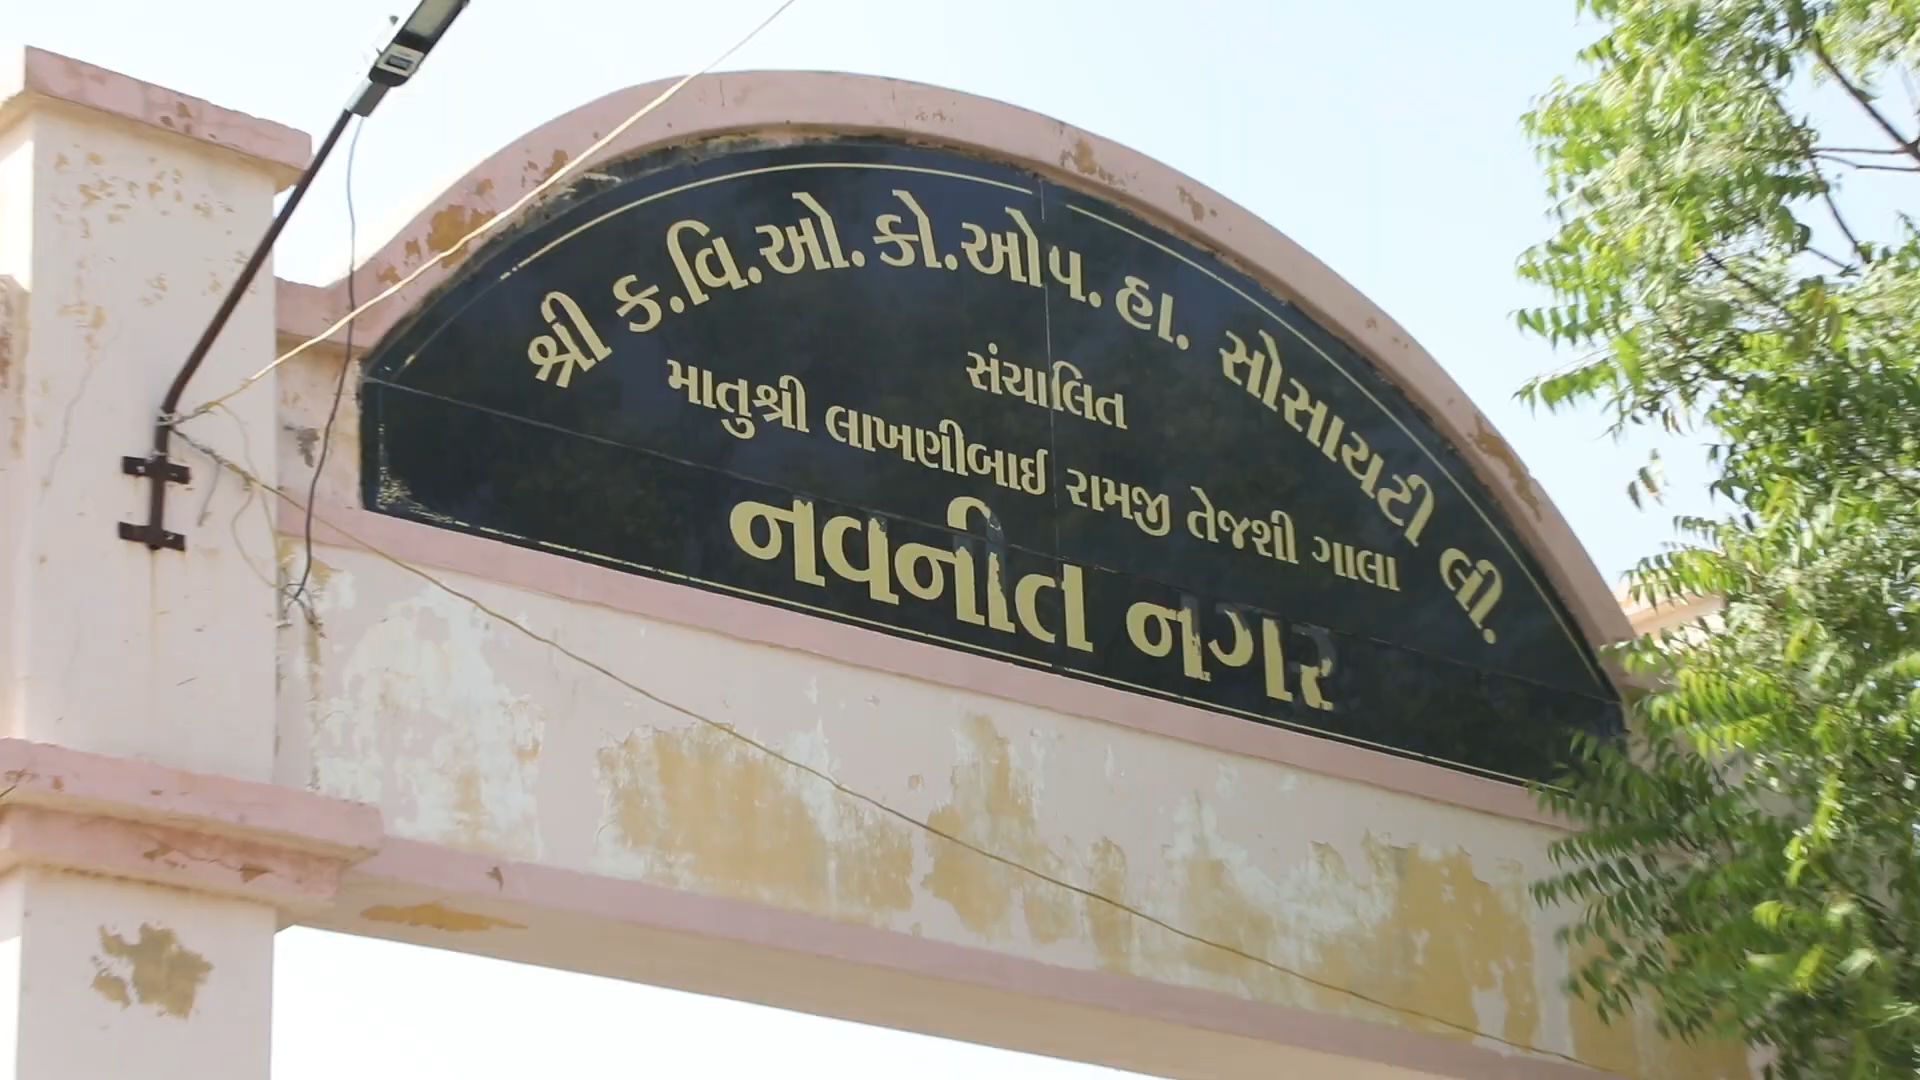 શ્રી ક.વિ.ઓ.કો.ઓપ. હા. સોસાયટી લી.
સંચાલિત
માતુશ્રી લાખણીબાઈ રામજી તેજશી ગાલા
નવનીત નગર